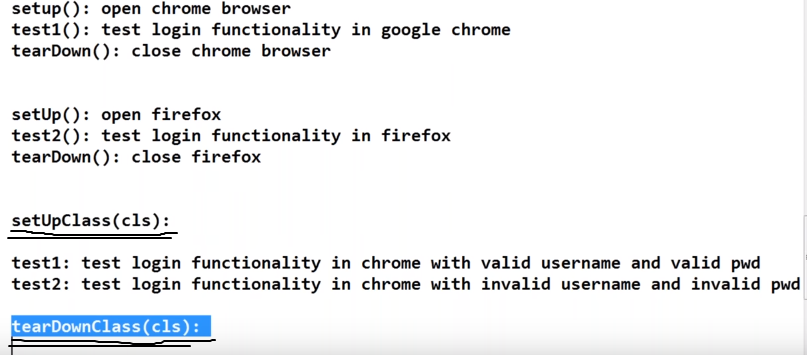 setup(): open chrome browser
test1(): test login functionality in google chrome
tearDown(): close chrome browser
setUp(): open firefox
test2(): test login functionality in firefox
tearDown(): close firefox
setUpClass(cls):
test1: test login functionality in chrome with valid username and valid pwd
test2: test login functionality in chrome with invalid username and invalid pwd
tearDownClass(cls):